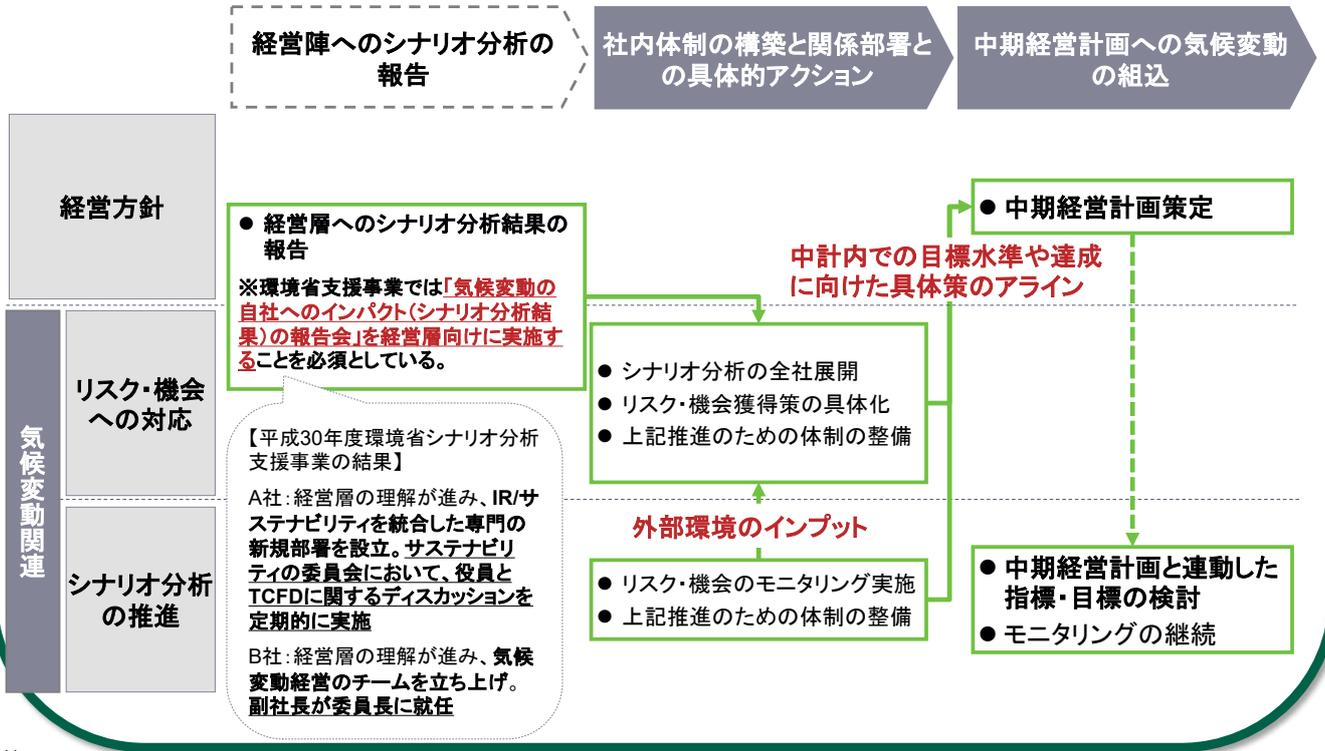 経営陣へのシナリオ分析の
報告
社内体制の構築と関係部署と
の具体的アクション
中期経営計画への気候変動
の組込
経営方針
気候変動関連
リスク・機会
への対応
シナリオ分析
の推進
● 経営層へのシナリオ分析結果の
報告
※環境省支援事業では「気候変動の
自社へのインパクト（シナリオ分析結
果）の報告会」を経営層向けに実施す
ることを必須としている。
【平成30年度環境省シナリオ分析
支援事業の結果】
A社：経営層の理解が進み、IR/サ
ステナビリティを統合した専門の
新規部署を設立。サステナビリ
ティの委員会において、役員と
TCFDに関するディスカッションを
定期的に実施
B社：経営層の理解が進み、気候
変動経営のチームを立ち上げ。
副社長が委員長に就任
● シナリオ分析の全社展開
● リスク・機会獲得策の具体化
● 上記推進のための体制の整備
外部環境のインプット
● リスク・機会のモニタリング実施
● 上記推進のための体制の整備
中計内での目標水準や達成
に向けた具体策のアライン
● 中期経営計画策定
● 中期経営計画と連動した
指標・目標の検討
● モニタリングの継続